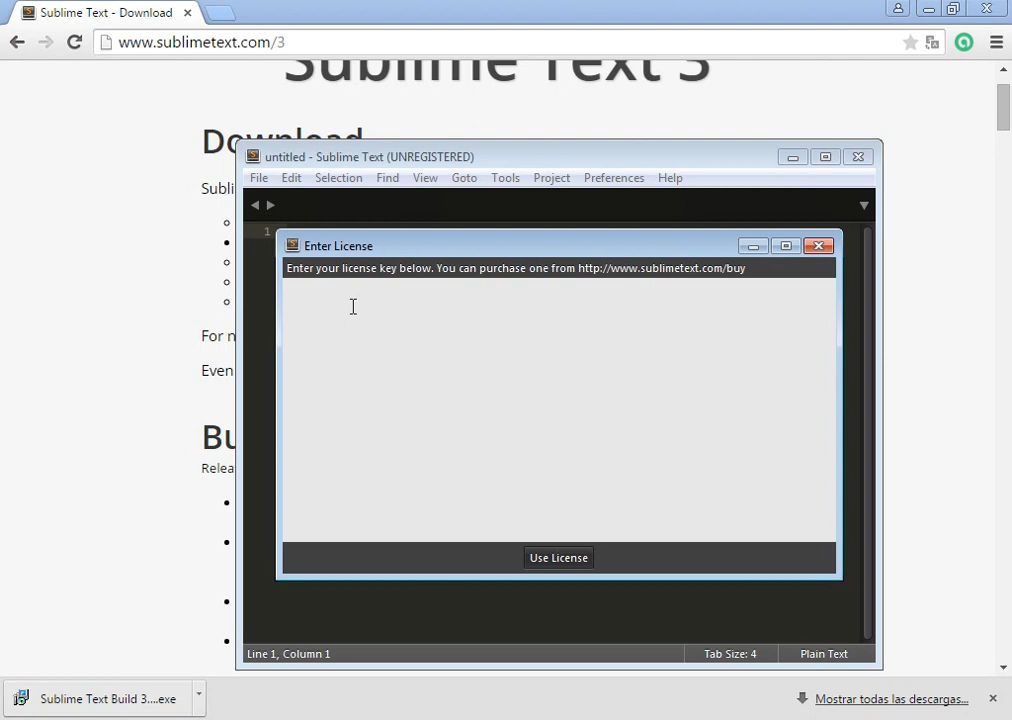 Sublime Text - Download
www.sublimetext.com/3
Sublime Text 3
Download
untitled - Sublime Text (UNREGISTERED)
File Edit Selection Find View Goto Tools Project Preferences Help
1
Enter License
Enter your license key below. You can purchase one from http://www.sublimetext.com/buy
Use License
Line 1, Column 1
Tab Size: 4
Plain Text
For
Even
Relea
Sublime Text Build 3....exe
Mostrar todas las descargas...